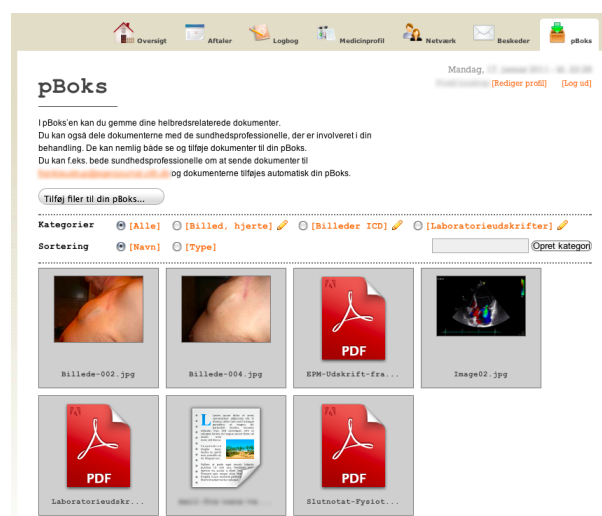 Oversigt
Aftaler
Logbog
Medicinprofil
Netværk
Beskeder
pBoks
Mandag,
[Rediger profil] [Log ud]
pBoks
I pBoks'en kan du gemme dine helbredsrelaterede dokumenter.
Du kan også dele dokumenterne med de sundhedsprofessionelle, der er involveret i din
behandling. De kan nemlig både se og tilføje dokumenter til din pBoks.
Du kan f.eks. bede sundhedsprofessionelle om at sende dokumenter til
og dokumenterne tilføjes automatisk din pBoks.
Tilføj filer til din pBoks...
Kategorier [Alle] [Billed, hjerte] [Billeder ICD] [Laboratorieudskrifter]
Sortering [Navn] [Type] Opret kategori
PDF
Billede-002.jpg Billede-004.jpg EPM-Udskrift-fra... Image02.jpg
PDF PDF
Laboratorieudskr... Slutnotat-Fysiot...